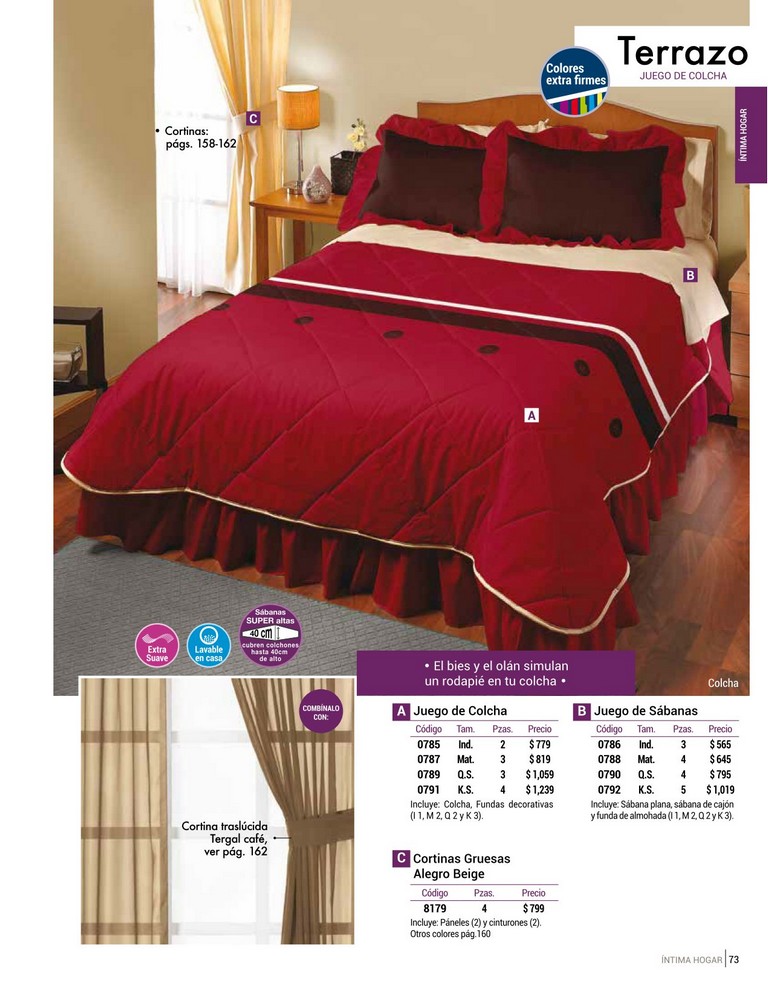 Terrazo
JUEGO DE COLCHA
Colores
extra firmes
ÍNTIMA HOGAR
C
• Cortinas:
págs. 158-162
B
A
Extra
Suave
Lavable
en casa
Sábanas
SUPER altas
40 cm
cubren colchones
hasta 40cm
de alto
• El bies y el olán simulan
un rodapié en tu colcha •
Colcha
COMBÍNALO
CON:
Cortina traslúcida
Tergal café,
ver pág. 162
A Juego de Colcha
Código Tam. Pzas. Precio
0785 Ind. 2 $ 779
0787 Mat. 3 $ 819
0789 Q.S. 3 $ 1,059
0791 K.S. 4 $ 1,239
Incluye: Colcha, Fundas decorativas
(I 1, M 2, Q 2 y K 3).
B Juego de Sábanas
Código Tam. Pzas. Precio
0786 Ind. 3 $ 565
0788 Mat. 4 $ 645
0790 Q.S. 4 $ 795
0792 K.S. 5 $ 1,019
Incluye: Sábana plana, sábana de cajón
y funda de almohada (I 1, M 2, Q 2 y K 3).
C Cortinas Gruesas
Alegro Beige
Código Pzas. Precio
8179 4 $ 799
Incluye: Páneles (2) y cinturones (2).
Otros colores pág.160
ÍNTIMA HOGAR 73